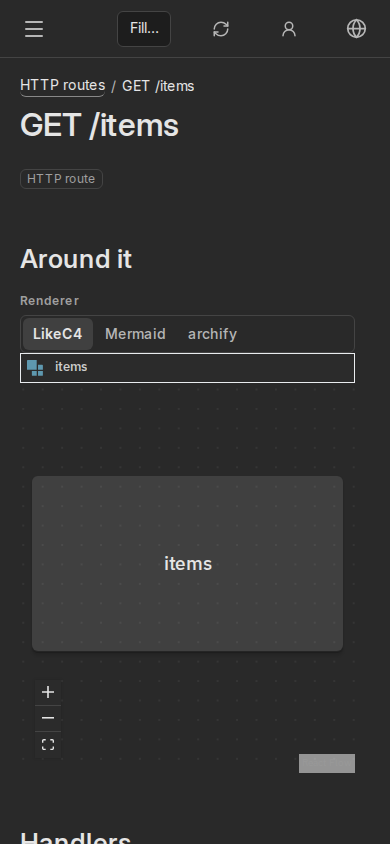 Fill...
HTTP routes / GET /items
GET /items
HTTP route
Around it
Renderer
LikeC4 Mermaid archify
items
items
Handlers